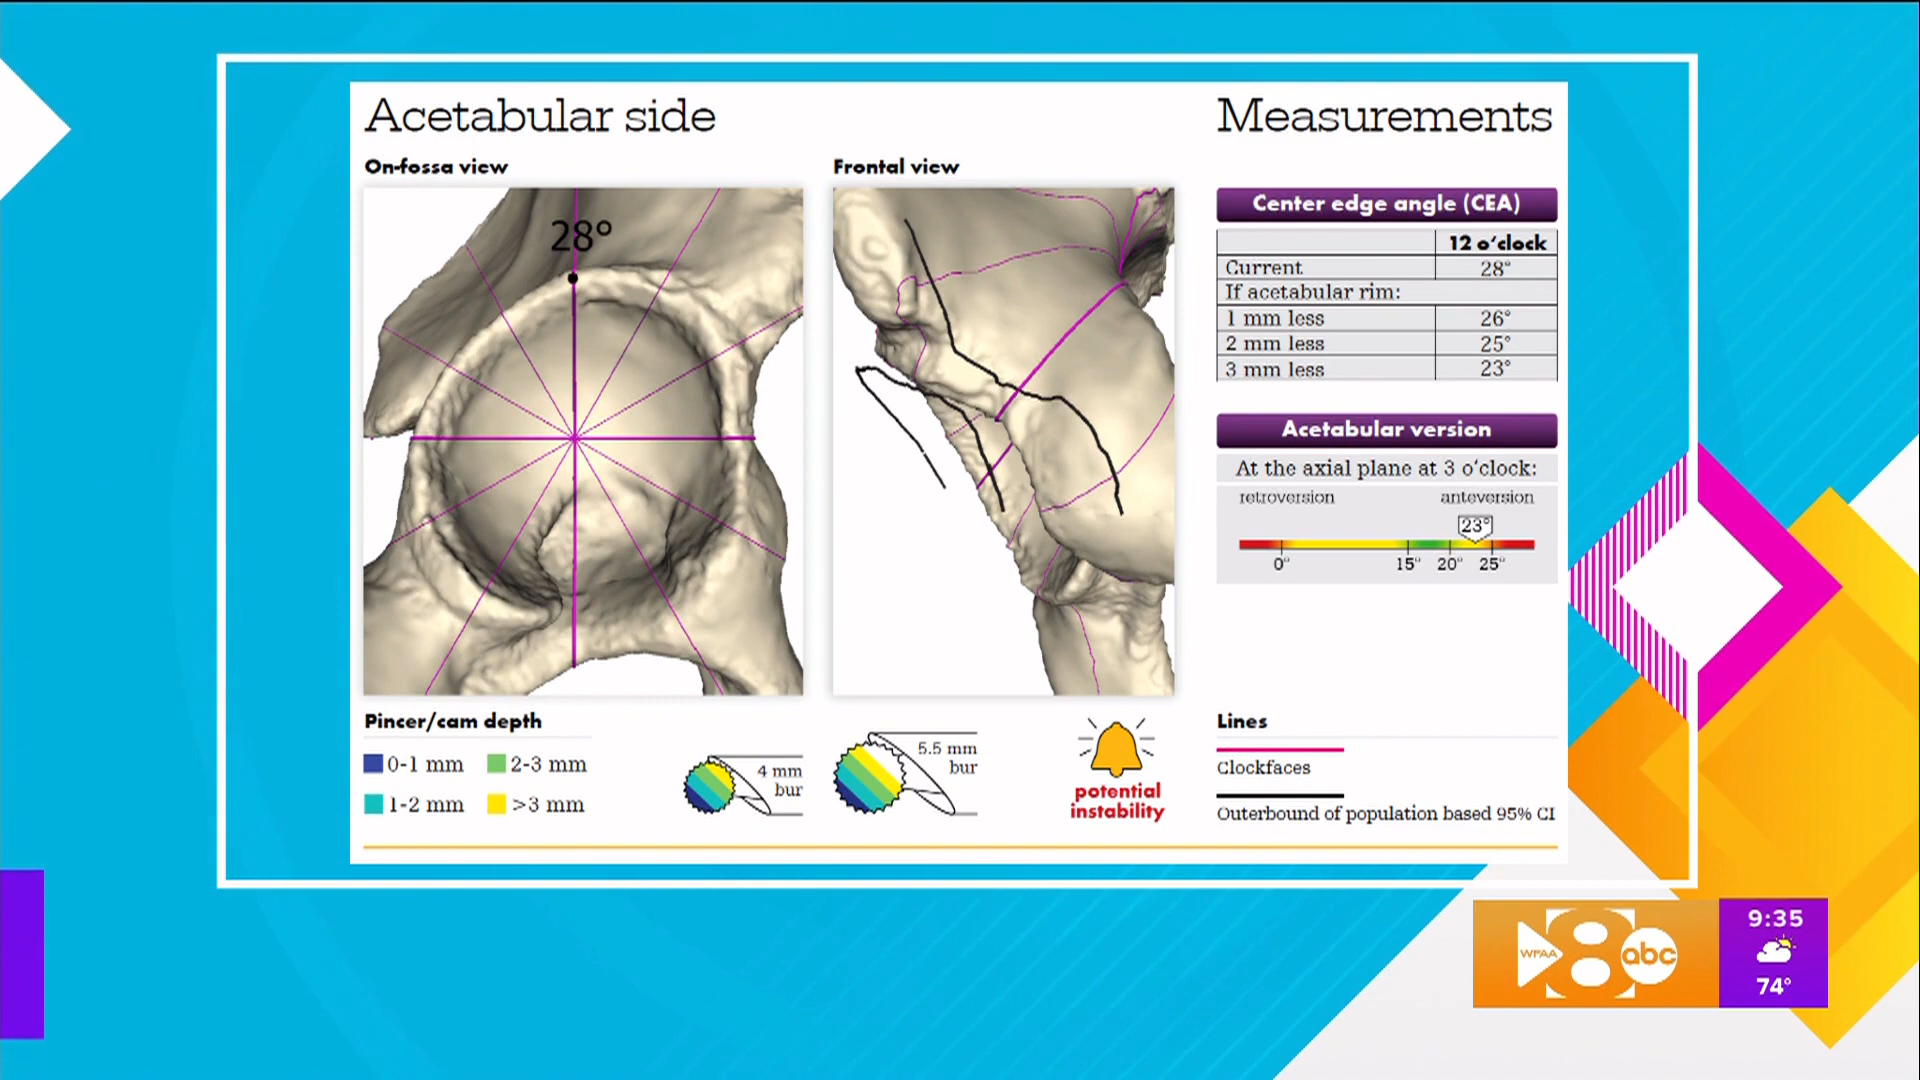 Acetabular side
On-fossa view
28°
Frontal view
Measurements
Center edge angle (CEA)
12 o'clock
Current 28°
If acetabular rim:
1 mm less 26°
2 mm less 25°
3 mm less 23°
Acetabular version
At the axial plane at 3 o'clock:
retroversion anteversion
23°
0° 15° 20° 25°
Pincer/cam depth
0-1 mm 2-3 mm
1-2 mm >3 mm
4 mm
bur
5.5 mm
bur
potential
instability
Lines
Clockfaces
Outerbound of population based 95% CI
WFAA 8 abc
9:35
74°